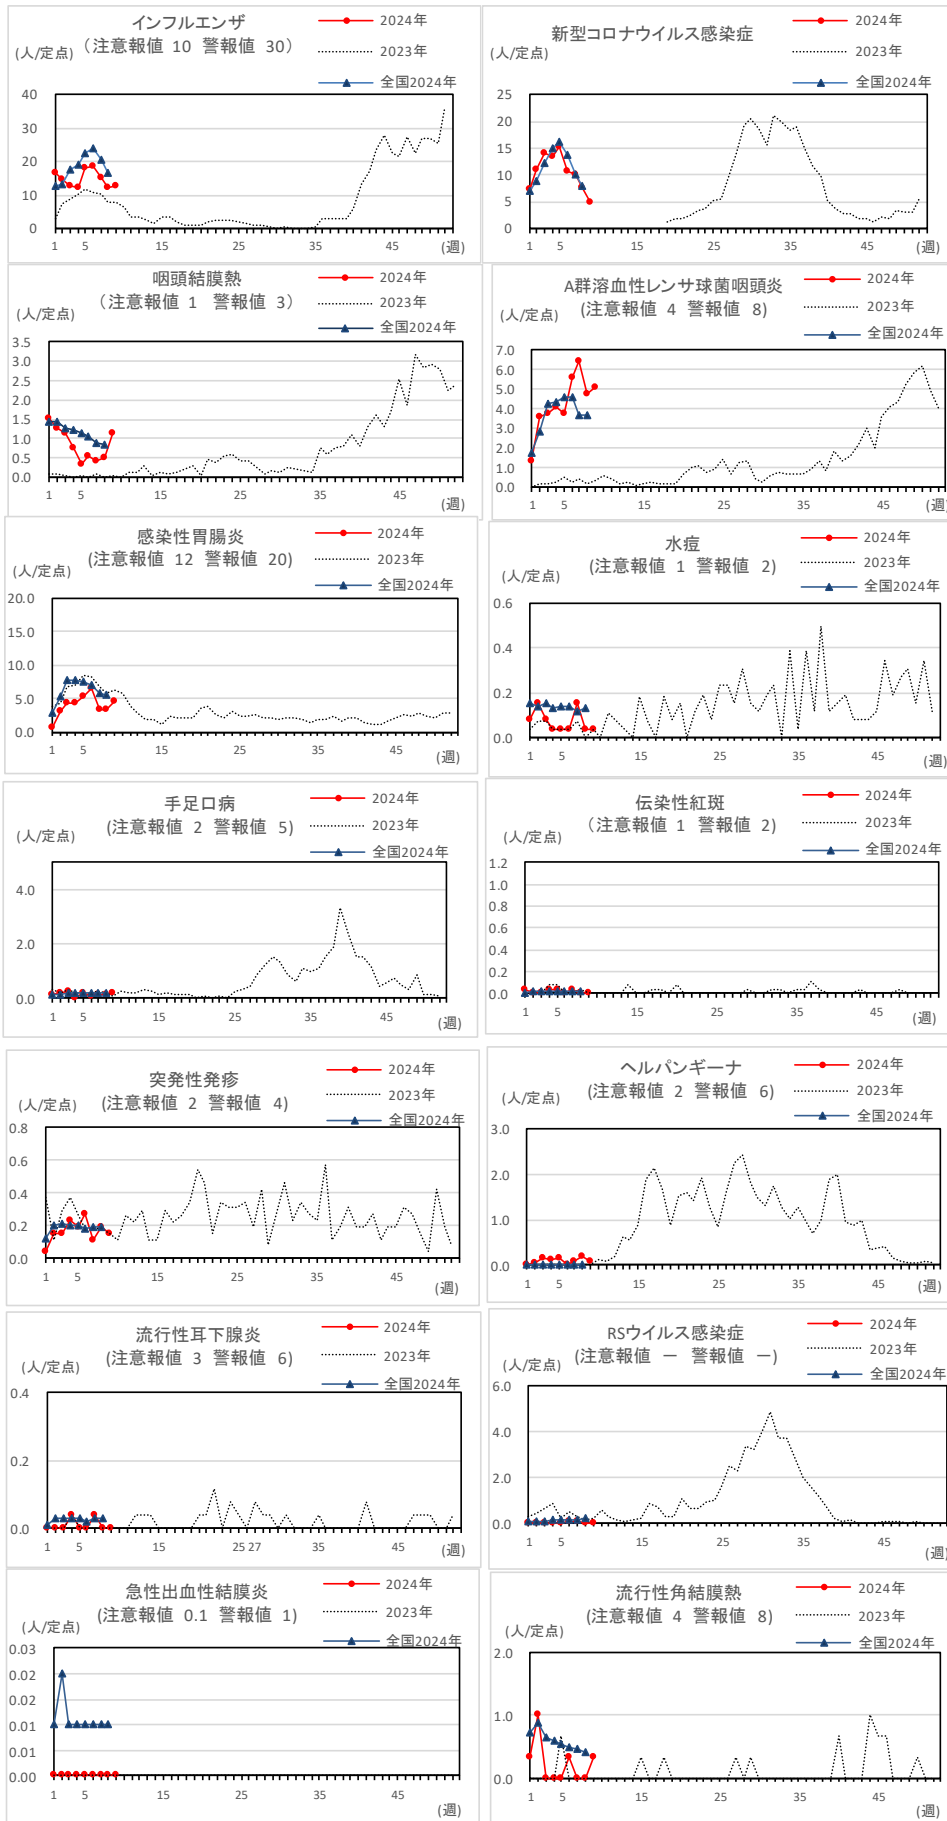 インフルエンザ
（注意報値 10 警報値 30）
(人/定点)
2024年
2023年
全国2024年
40
30
20
10
0
1 5 15 25 35 45 (週)
新型コロナウイルス感染症
(人/定点)
2024年
2023年
全国2024年
25
20
15
10
5
0
1 5 15 25 35 45 (週)
咽頭結膜熱
（注意報値 1 警報値 3）
(人/定点)
2024年
2023年
全国2024年
3.5
3.0
2.5
2.0
1.5
1.0
0.5
0.0
1 5 15 25 35 45 (週)
A群溶血性レンサ球菌咽頭炎
(注意報値 4 警報値 8)
(人/定点)
2024年
2023年
全国2024年
7.0
6.0
5.0
4.0
3.0
2.0
1.0
0.0
1 5 15 25 35 45 (週)
感染性胃腸炎
(注意報値 12 警報値 20)
(人/定点)
2024年
2023年
全国2024年
20.0
15.0
10.0
5.0
0.0
1 5 15 25 35 45 (週)
水痘
(注意報値 1 警報値 2)
(人/定点)
2024年
2023年
全国2024年
0.6
0.4
0.2
0.0
1 5 15 25 35 45 (週)
手足口病
(注意報値 2 警報値 5)
(人/定点)
2024年
2023年
全国2024年
4.0
2.0
0.0
1 5 15 25 35 45 (週)
伝染性紅斑
（注意報値 1 警報値 2）
(人/定点)
2024年
2023年
全国2024年
1.2
1.0
0.8
0.6
0.4
0.2
0.0
1 5 15 25 35 45 (週)
突発性発疹
(注意報値 2 警報値 4)
(人/定点)
2024年
2023年
全国2024年
0.8
0.6
0.4
0.2
0.0
1 5 15 25 35 45 (週)
ヘルパンギーナ
(注意報値 2 警報値 6)
(人/定点)
2024年
2023年
全国2024年
3.0
2.0
1.0
0.0
1 5 15 25 35 45 (週)
流行性耳下腺炎
(注意報値 3 警報値 6)
(人/定点)
2024年
2023年
全国2024年
0.4
0.2
0.0
1 5 15 25 27 35 45 (週)
RSウイルス感染症
(注意報値 ー 警報値 ー)
(人/定点)
2024年
2023年
全国2024年
6.0
4.0
2.0
0.0
1 5 15 25 35 45 (週)
急性出血性結膜炎
(注意報値 0.1 警報値 1)
(人/定点)
2024年
2023年
全国2024年
0.03
0.02
0.02
0.01
0.01
0.00
1 5 15 25 35 45 (週)
流行性角結膜熱
(注意報値 4 警報値 8)
(人/定点)
2024年
2023年
全国2024年
2.0
1.0
0.0
1 5 15 25 35 45 (週)